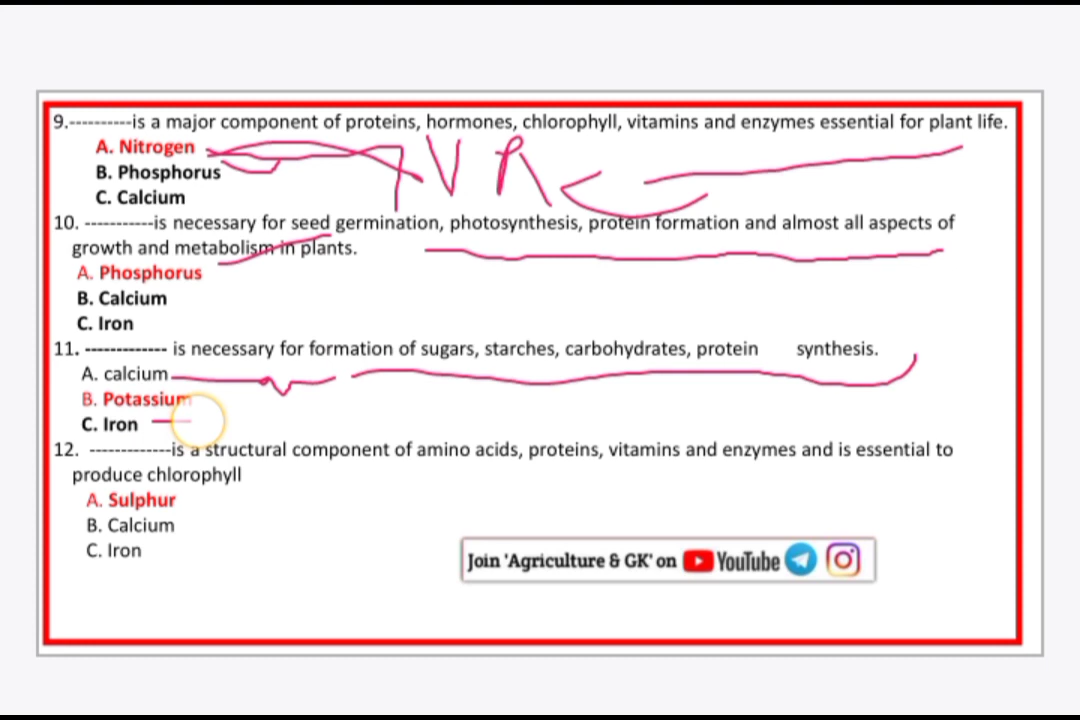 9.----------is a major component of proteins, hormones, chlorophyll, vitamins and enzymes essential for plant life.
A. Nitrogen
V R
B. Phosphorus
C. Calcium
10. -----------is necessary for seed germination, photosynthesis, protein formation and almost all aspects of
growth and metabolism in plants.
A. Phosphorus
B. Calcium
C. Iron
11. ------------- is necessary for formation of sugars, starches, carbohydrates, protein synthesis.
A. calcium
B. Potassium
C. Iron
12. -------------is a structural component of amino acids, proteins, vitamins and enzymes and is essential to
produce chlorophyll
A. Sulphur
B. Calcium
C. Iron
Join 'Agriculture & GK' on YouTube